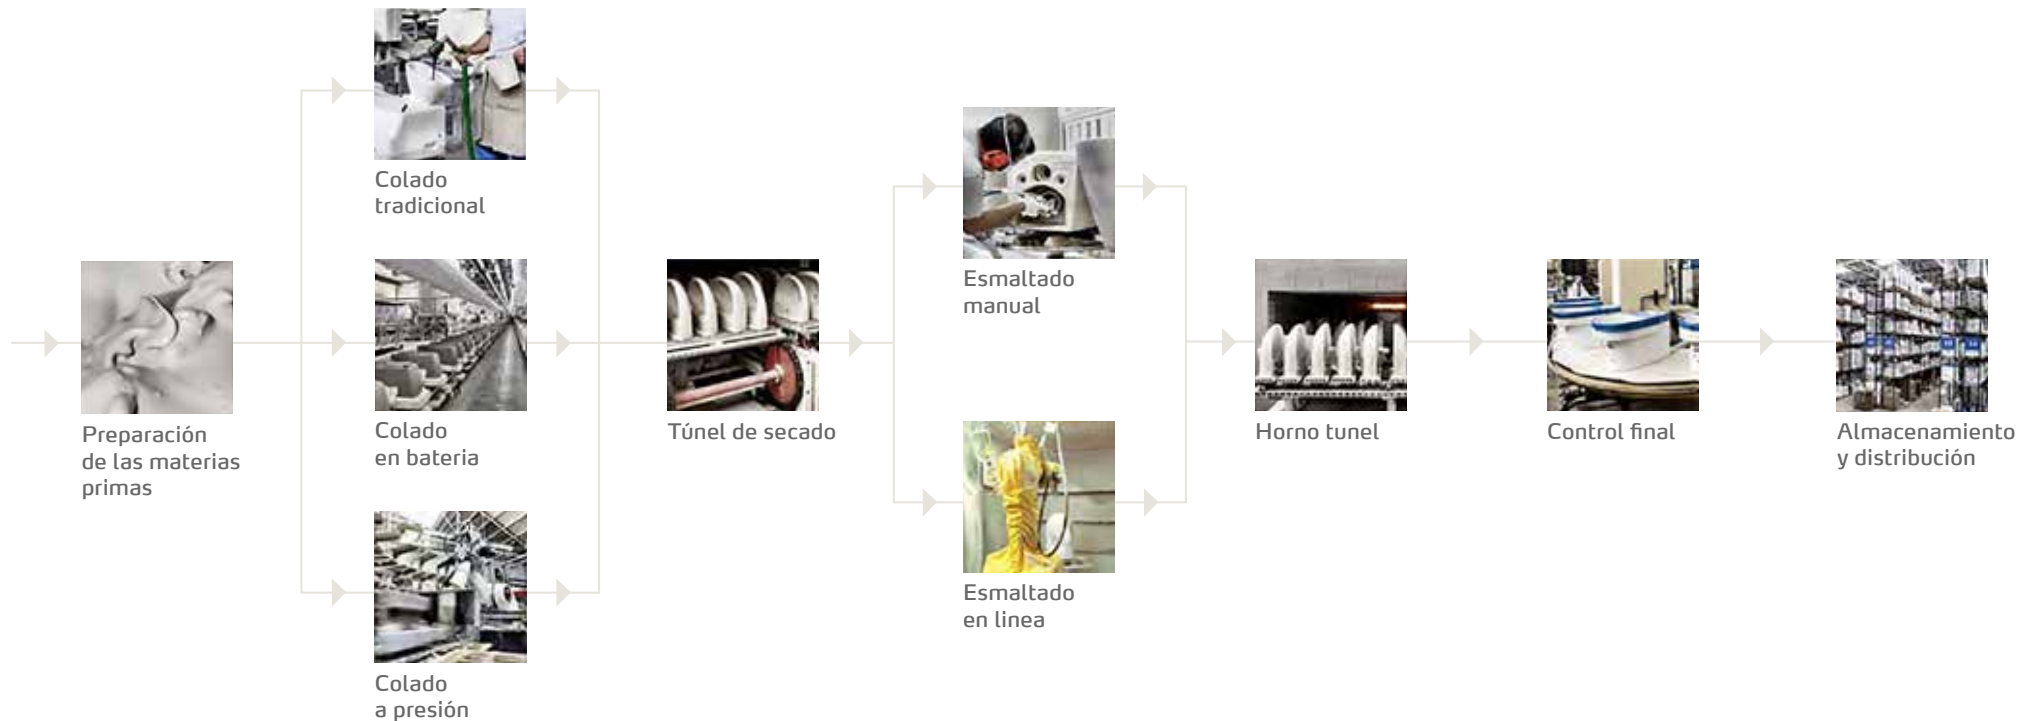 Preparación
de las materias
primas
Colado
tradicional
Colado
en bateria
Colado
a presión
Túnel de secado
Esmaltado
manual
Esmaltado
en linea
Horno tunel
Control final
Almacenamiento
y distribución